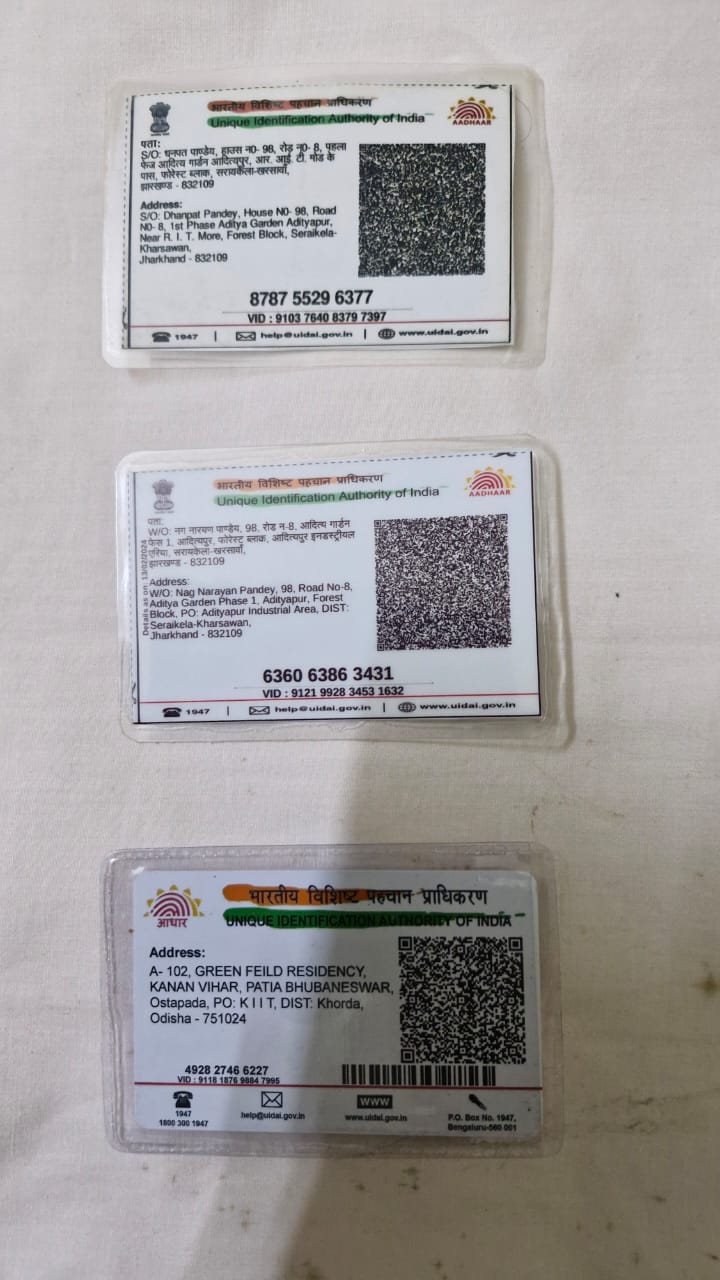 भारतीय विशिष्ट पहचान प्राधिकरण
Unique Identification Authority of India
AADHAAR
पता:
S/O: धनपत पाण्डेय, हाउस न0- 98, रोड़ न0- 8, पहला
फेज आदित्य गार्डन आदित्यपुर, आर. आई. टी. मोड के
पास, फोरेस्ट ब्लाक, सरायकेला-खरसावाँ,
झारखण्ड - 832109
Address:
S/O: Dhanpat Pandey, House N0- 98, Road
N0- 8, 1st Phase Aditya Garden Adityapur,
Near R. I. T. More, Forest Block, Seraikela-
Kharsawan,
Jharkhand - 832109
8787 5529 6377
VID : 9103 7640 8379 7397
1947 | help@uidai.gov.in | www.uidai.gov.in
भारतीय विशिष्ट पहचान प्राधिकरण
Unique Identification Authority of India
AADHAAR
Details as on: 13/02/2024
पता:
W/O: नग नारायण पाण्डेय, 98, रोड न-8, आदित्य गार्डन
फेस 1, आदित्यपुर, फोरेस्ट ब्लाक, आदित्यपुर इनडस्ट्रीयल
एरिया, सरायकेला-खरसावाँ,
झारखण्ड - 832109
Address:
W/O: Nag Narayan Pandey, 98, Road No-8,
Aditya Garden Phase 1, Adityapur, Forest
Block, PO: Adityapur Industrial Area, DIST:
Seraikela-Kharsawan,
Jharkhand - 832109
6360 6386 3431
VID : 9121 9928 3453 1632
1947 | help@uidai.gov.in | www.uidai.gov.in
भारतीय विशिष्ट पहचान प्राधिकरण
UNIQUE IDENTIFICATION AUTHORITY OF INDIA
आधार
Address:
A- 102, GREEN FEILD RESIDENCY,
KANAN VIHAR, PATIA BHUBANESWAR,
Ostapada, PO: K I I T, DIST: Khorda,
Odisha - 751024
4928 2746 6227
VID : 9118 1876 9884 7995
1947
1800 300 1947
help@uidai.gov.in
WWW
www.uidai.gov.in
P.O. Box No. 1947,
Bengaluru-560 001